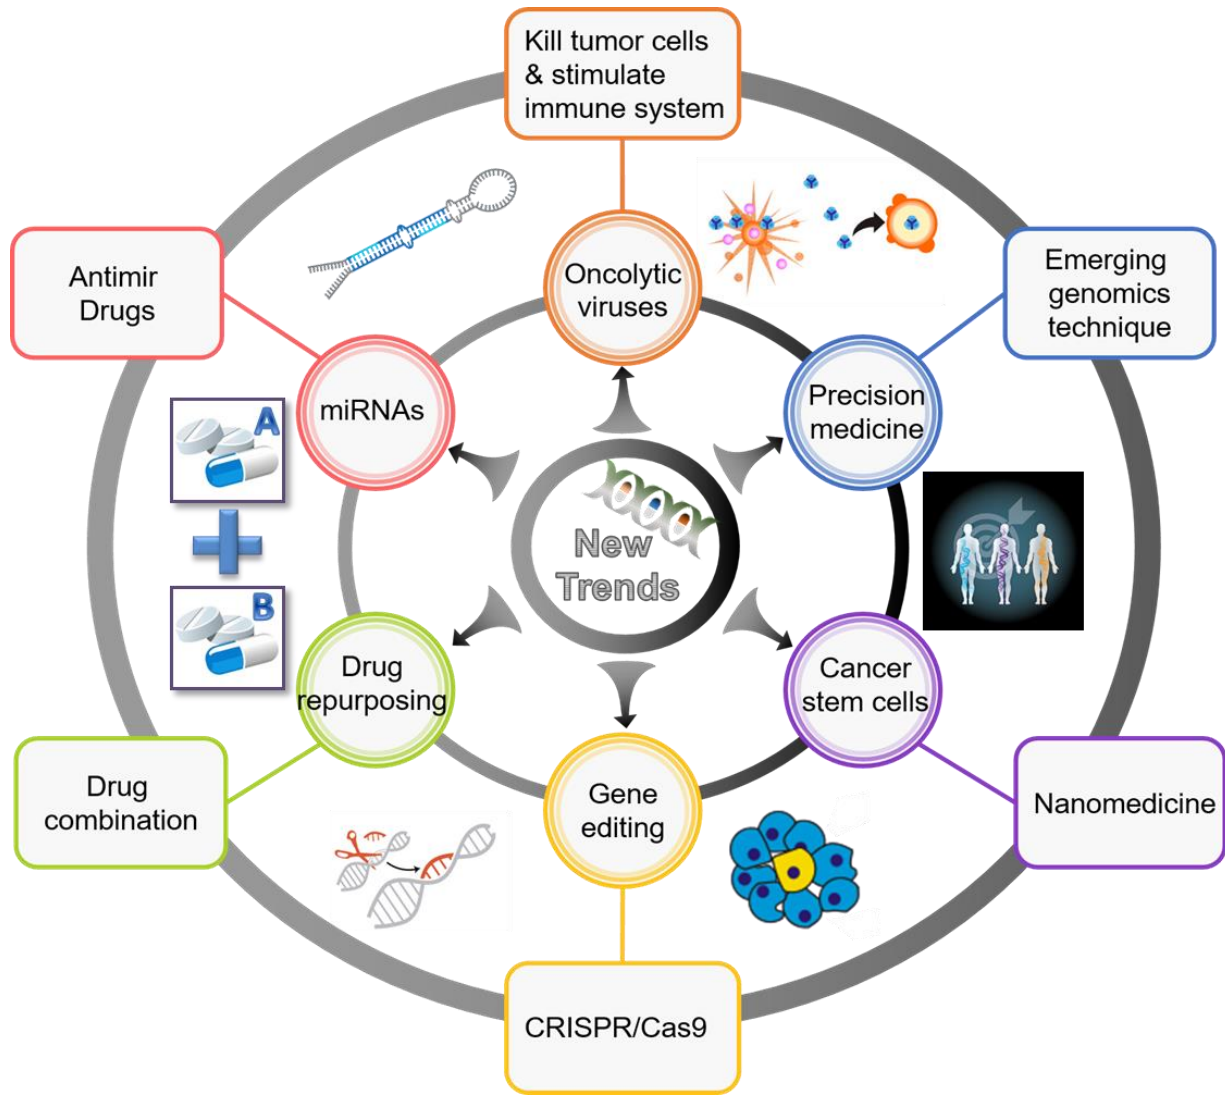 Kill tumor cells
& stimulate
immune system
Oncolytic
viruses
Antimir
Drugs
Emerging
genomics
technique
miRNAs
Precision
medicine
A
New
Trends
B
Drug
repurposing
Cancer
stem cells
Drug
combination
Gene
editing
Nanomedicine
CRISPR/Cas9